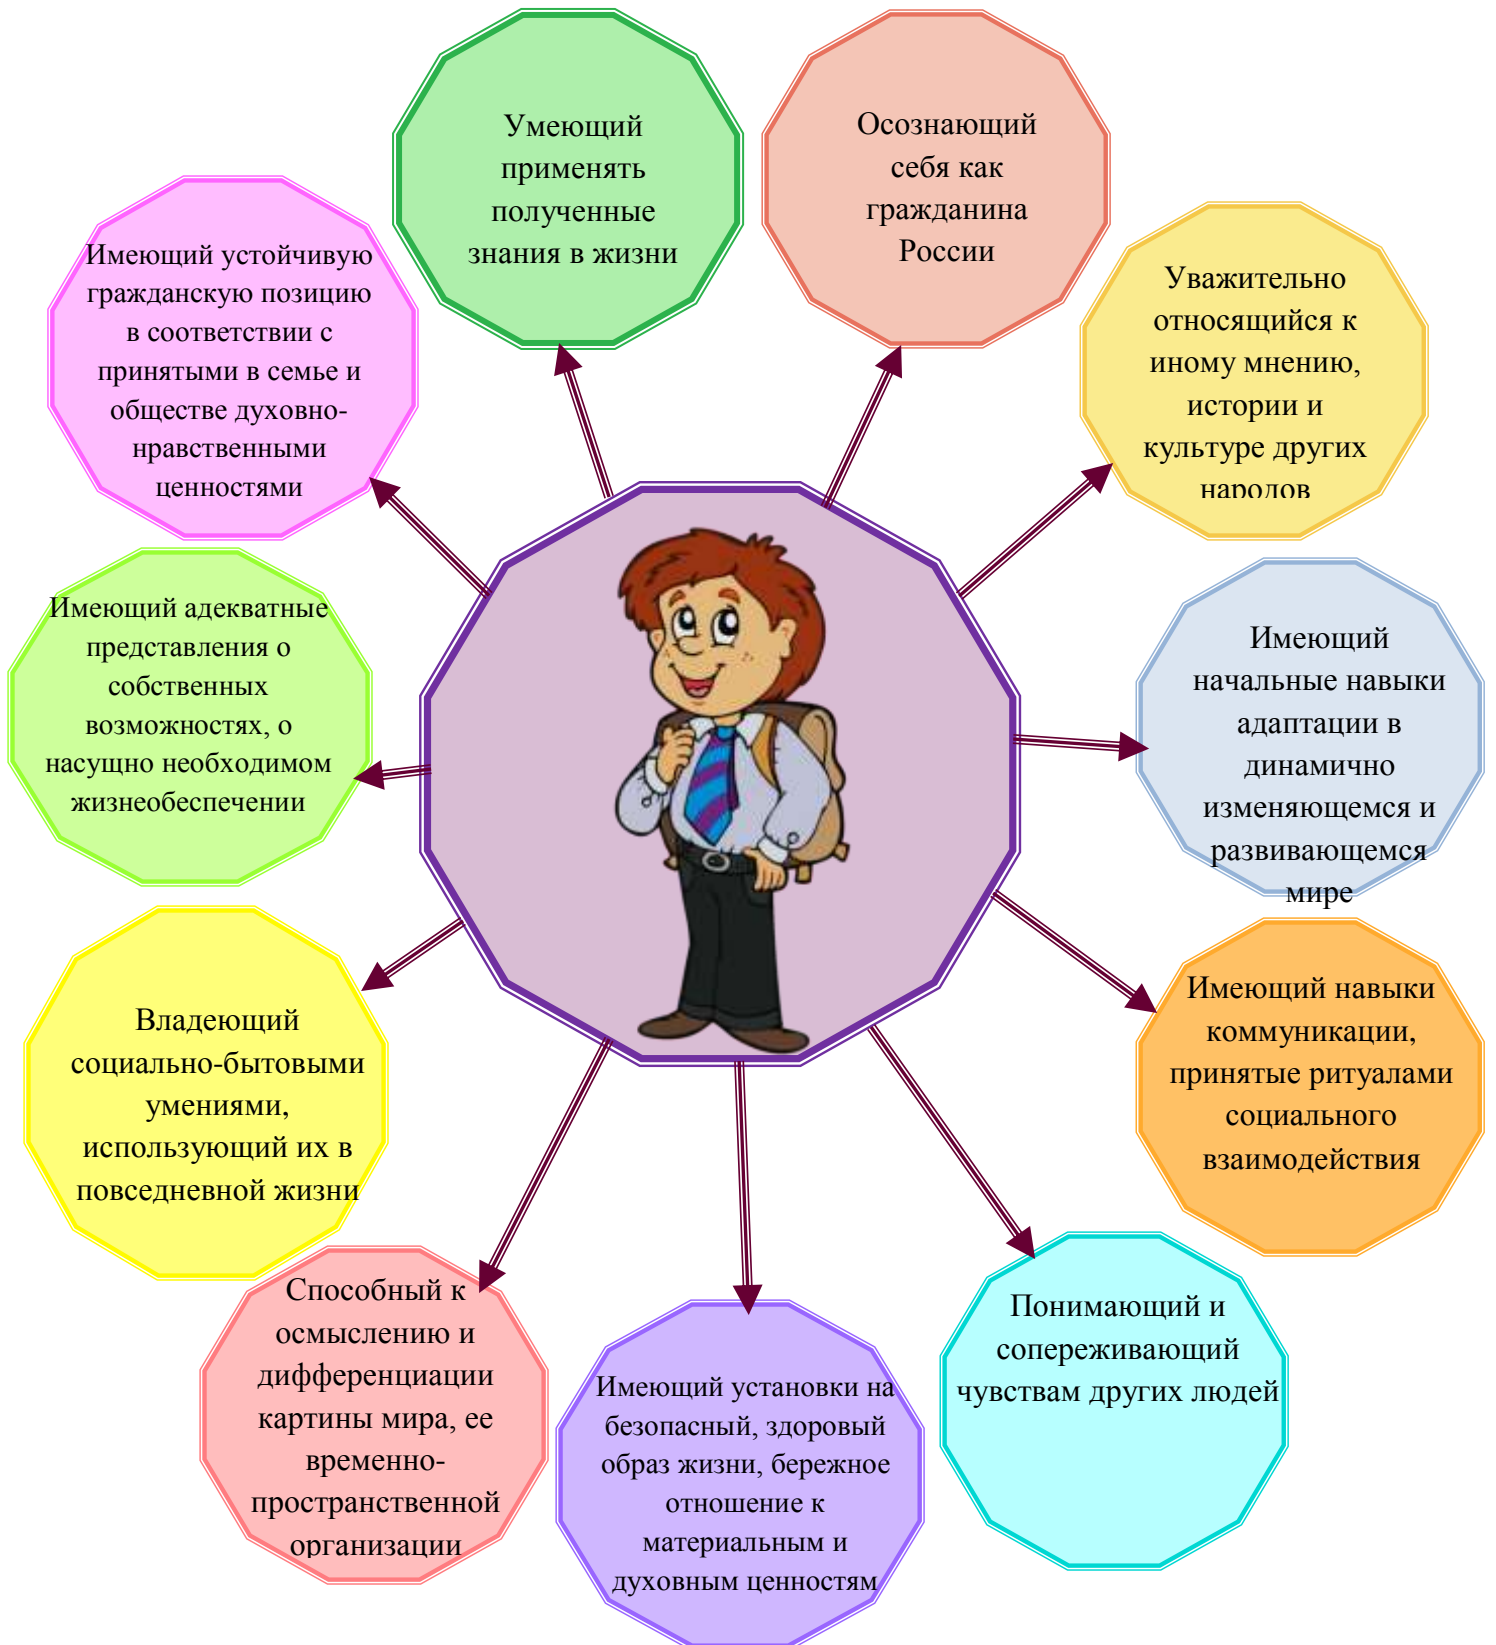 Умеющий
применять
полученные
знания в жизни
Осознающий
себя как
гражданина
России
Уважительно
относящийся к
иному мнению,
истории и
культуре других
народов
Имеющий
начальные навыки
адаптации в
динамично
изменяющемся и
развивающемся
мире
Имеющий навыки
коммуникации,
принятые ритуалами
социального
взаимодействия
Понимающий и
сопереживающий
чувствам других людей
Имеющий установки на
безопасный, здоровый
образ жизни, бережное
отношение к
материальным и
духовным ценностям
Способный к
осмыслению и
дифференциации
картины мира, ее
временно-
пространственной
организации
Владеющий
социально-бытовыми
умениями,
использующий их в
повседневной жизни
Имеющий адекватные
представления о
собственных
возможностях, о
насущно необходимом
жизнеобеспечении
Имеющий устойчивую
гражданскую позицию
в соответствии с
принятыми в семье и
обществе духовно-
нравственными
ценностями